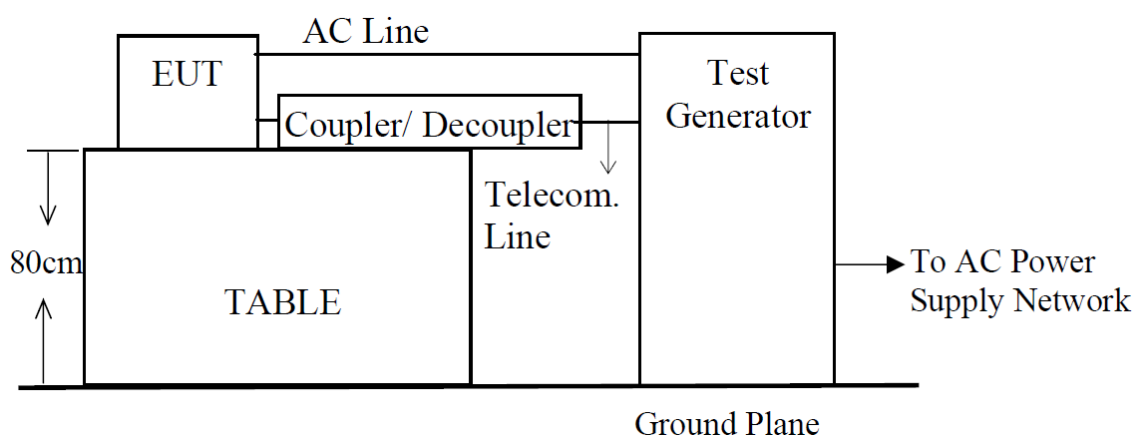 AC Line
EUT
Test
Generator
Coupler/ Decoupler
Telecom.
Line
80cm
TABLE
To AC Power
Supply Network
Ground Plane